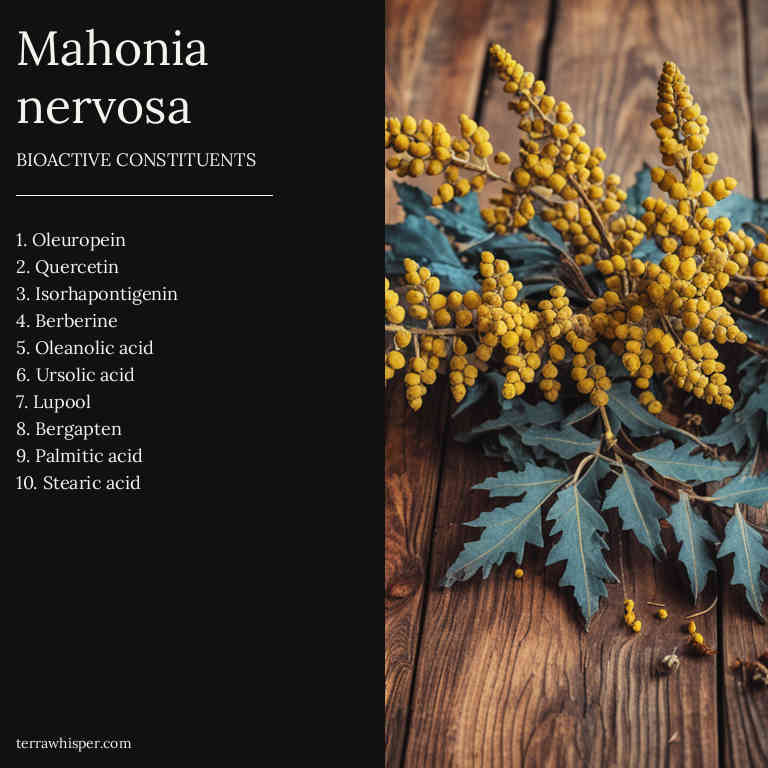 Mahonia
nervosa
BIOACTIVE CONSTITUENTS
1. Oleuropein
2. Quercetin
3. Isorhapontigenin
4. Berberine
5. Oleanolic acid
6. Ursolic acid
7. Lupool
8. Bergapten
9. Palmitic acid
10. Stearic acid
terrawhisper.com